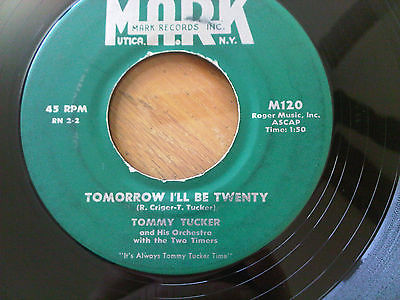 MARK
MARK RECORDS INC.
UTICA. N.Y.
45 RPM
RN 2-2
M120
Roger Music, Inc.
ASCAP
Time: 1:50
TOMORROW I'LL BE TWENTY
(R. Criger-T. Tucker)
TOMMY TUCKER
and His Orchestra
with the Two Timers
"It's Always Tommy Tucker Time"